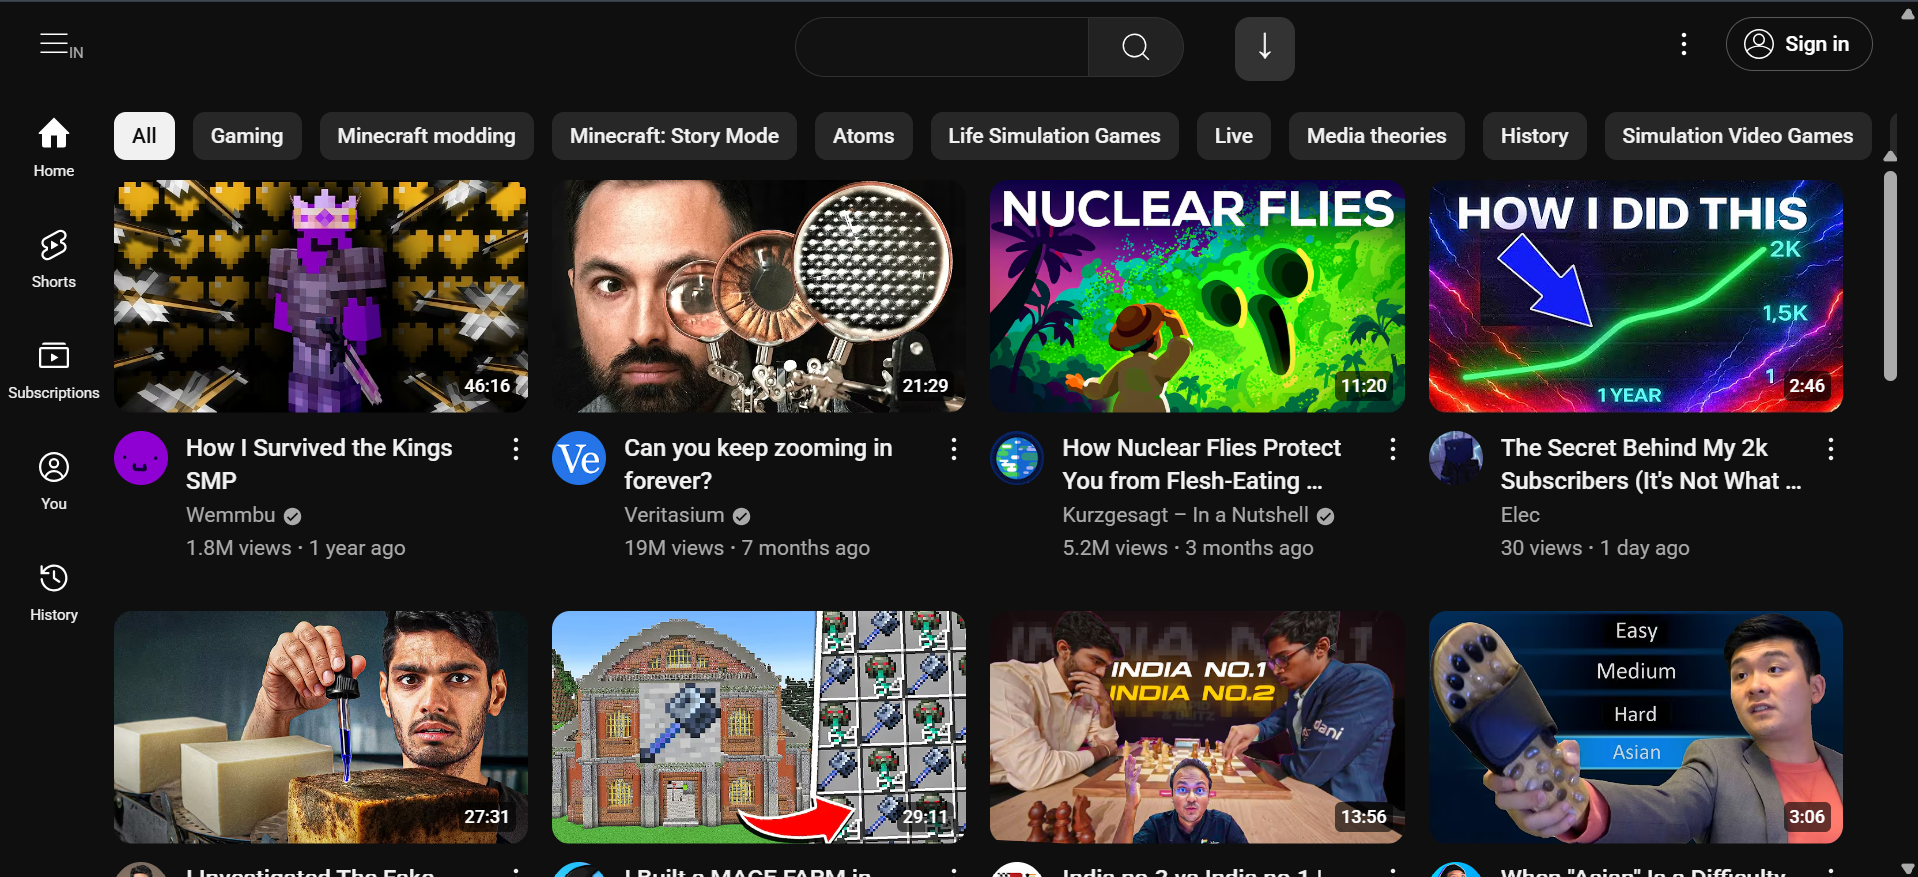 IN
Sign in
All
Gaming
Minecraft modding
Minecraft: Story Mode
Atoms
Life Simulation Games
Live
Media theories
History
Simulation Video Games
Home
Shorts
Subscriptions
You
History
46:16
How I Survived the Kings
SMP
Wemmbu
1.8M views · 1 year ago
21:29
Ve
Can you keep zooming in
forever?
Veritasium
19M views · 7 months ago
NUCLEAR FLIES
11:20
How Nuclear Flies Protect
You from Flesh-Eating ...
Kurzgesagt – In a Nutshell
5.2M views · 3 months ago
HOW I DID THIS
2K
1,5K
1
1 YEAR
2:46
The Secret Behind My 2k
Subscribers (It's Not What ...
Elec
30 views · 1 day ago
27:31
I Investigated The Fake
29:11
I Built a MACE FARM in
INDIA NO.1
INDIA NO.1
INDIA NO.2
dani
13:56
India no.2 vs India no.1 |
Easy
Medium
Hard
Asian
3:06
When "Asian" Is a Difficulty